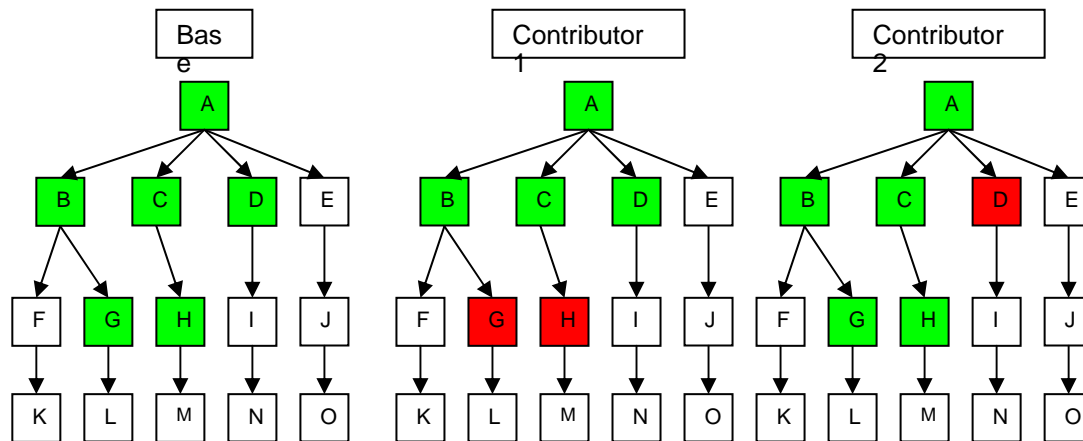 Bas
e
Contributor
1
Contributor
2
A
A
A
B C D E
B C D E
B C D E
F G H I J
F G H I J
F G H I J
K L M N O
K L M N O
K L M N O